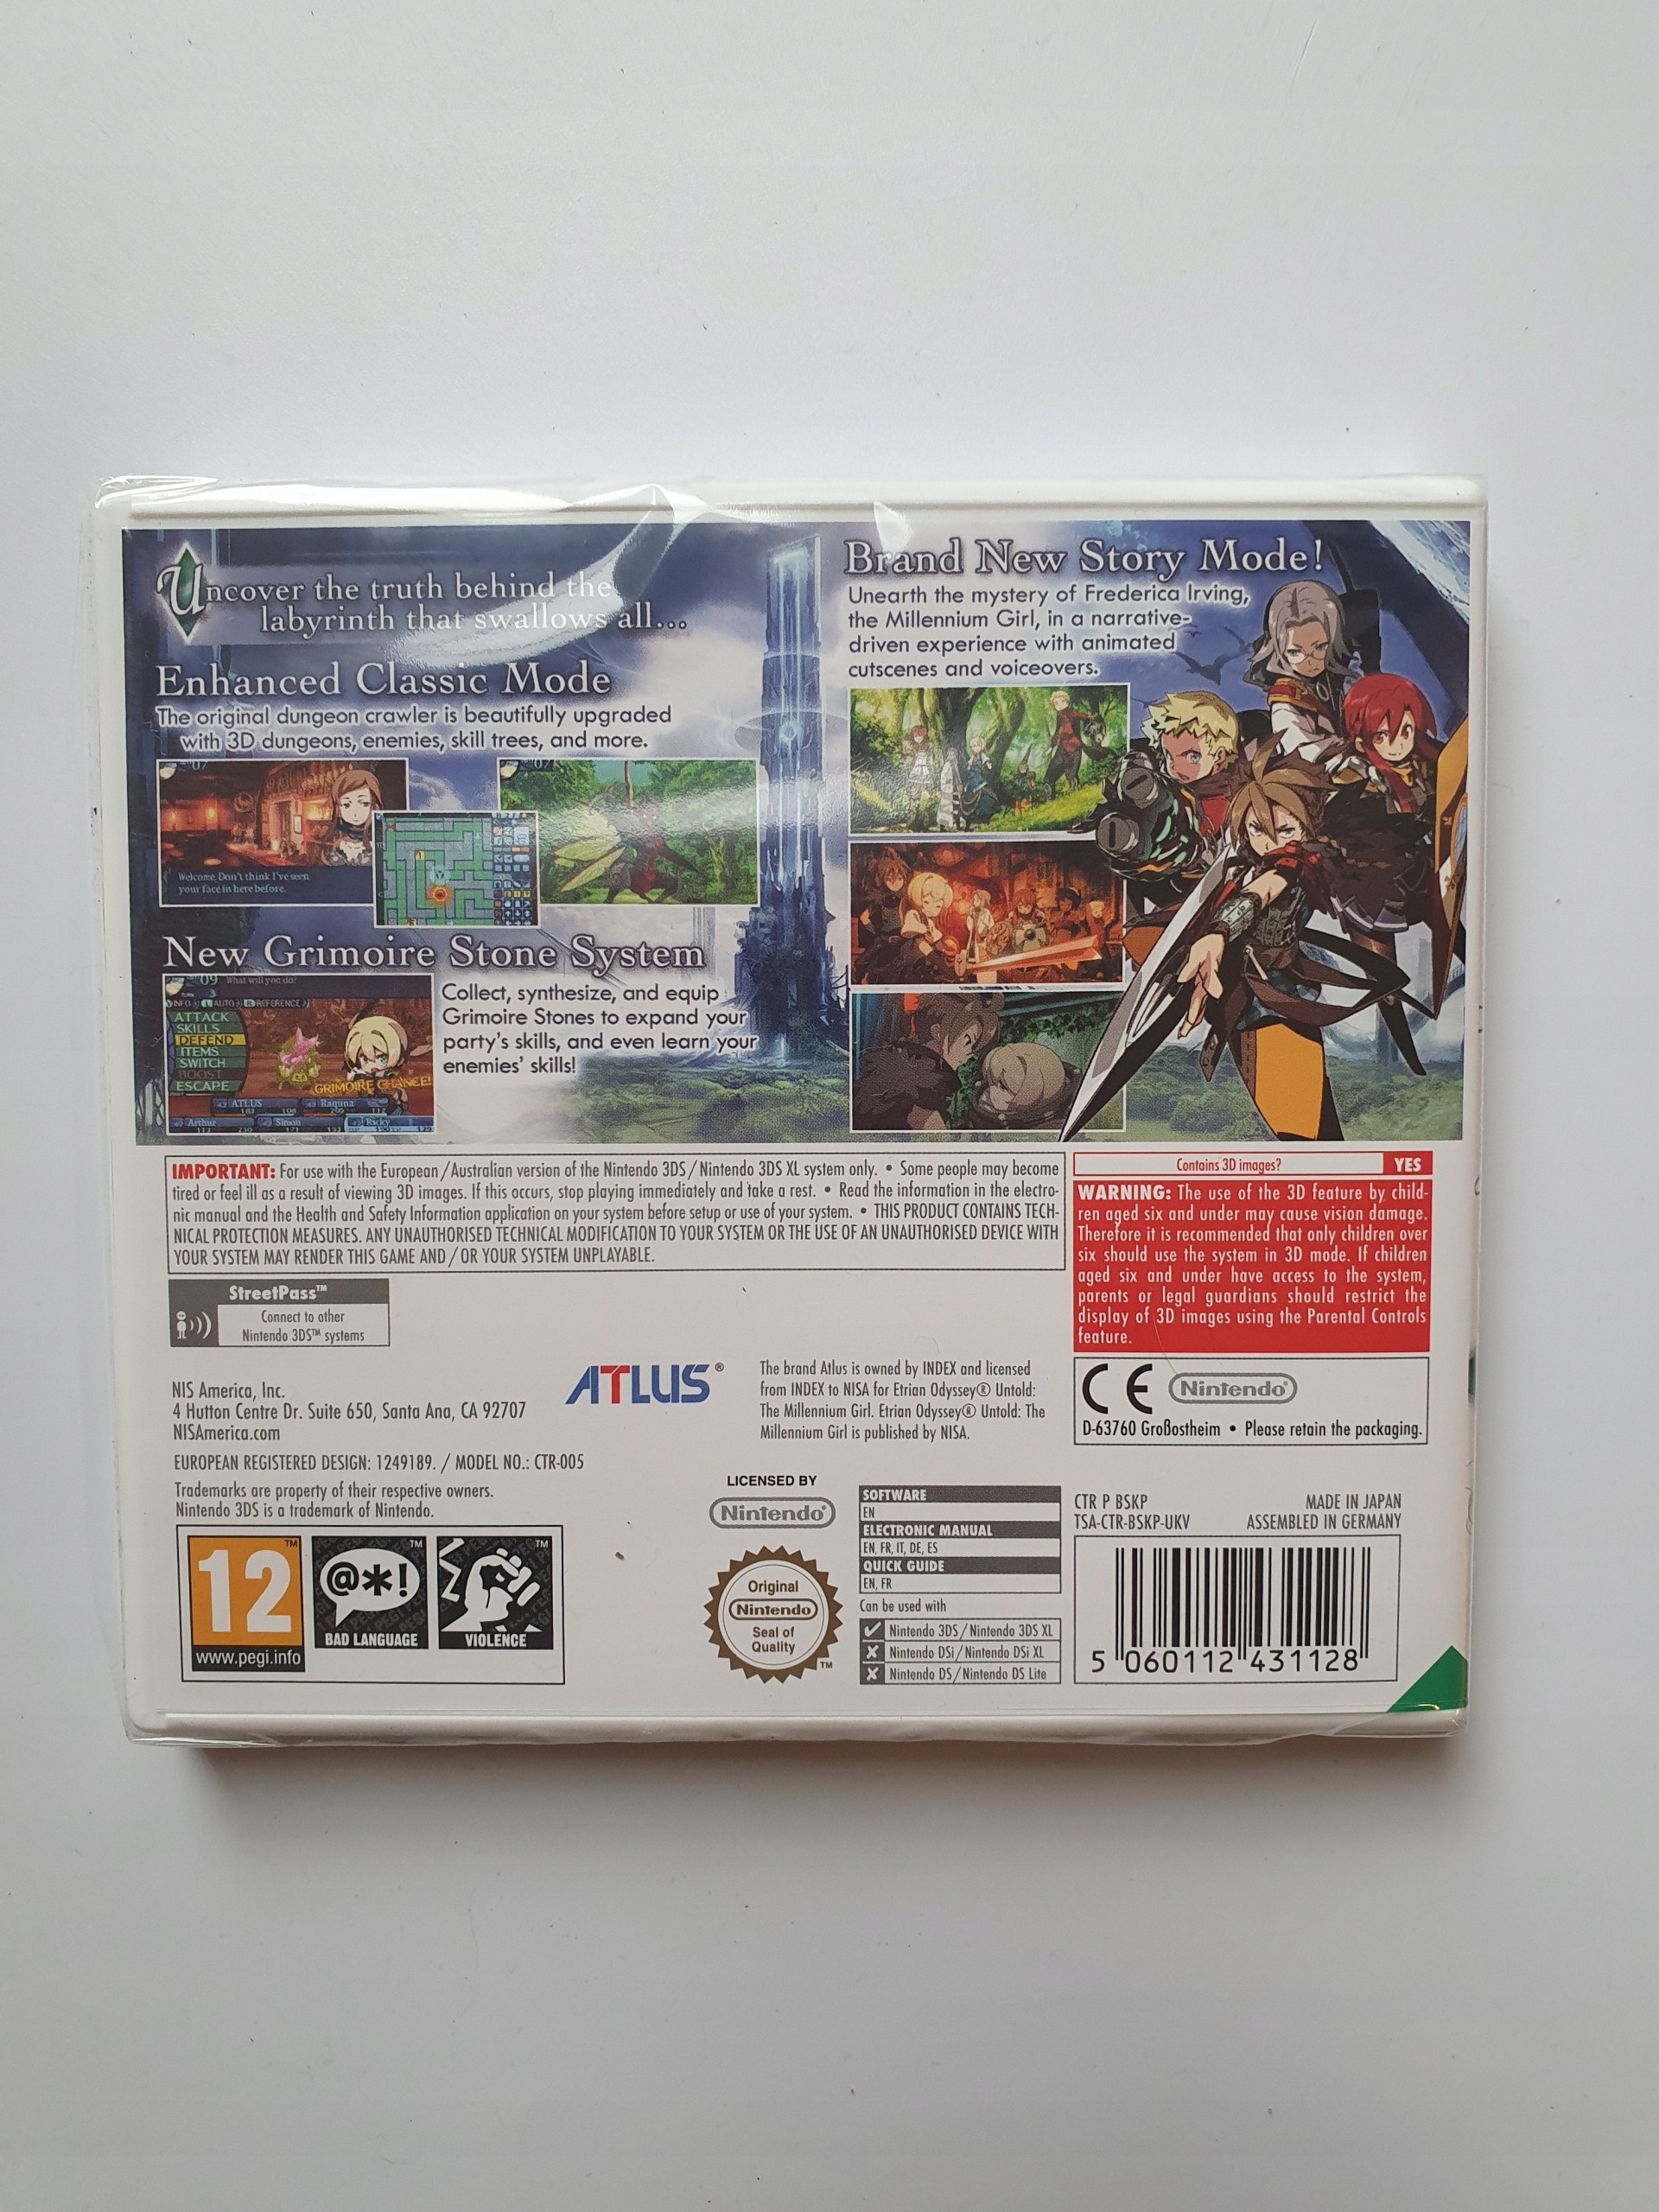 Uncover the truth behind the
labyrinth that swallows all...
Enhanced Classic Mode
The original dungeon crawler is beautifully upgraded
with 3D dungeons, enemies, skill trees, and more.
Welcome. Don't think I've seen
your face in here before.
New Grimoire Stone System
What will you do?
INFO AUTO REFERENCE
ATTACK
SKILLS
DEFEND
ITEMS
SWITCH
BOOST
ESCAPE
GRIMOIRE CHANCE!
ATLUS Raquna
Arthur Simon Ricky
Collect, synthesize, and equip
Grimoire Stones to expand your
party's skills, and even learn your
enemies' skills!
Brand New Story Mode!
Unearth the mystery of Frederica Irving,
the Millennium Girl, in a narrative-
driven experience with animated
cutscenes and voiceovers.
IMPORTANT: For use with the European/Australian version of the Nintendo 3DS/Nintendo 3DS XL system only. • Some people may become
tired or feel ill as a result of viewing 3D images. If this occurs, stop playing immediately and take a rest. • Read the information in the electro-
nic manual and the Health and Safety Information application on your system before setup or use of your system. • THIS PRODUCT CONTAINS TECH-
NICAL PROTECTION MEASURES. ANY UNAUTHORISED TECHNICAL MODIFICATION TO YOUR SYSTEM OR THE USE OF AN UNAUTHORISED DEVICE WITH
YOUR SYSTEM MAY RENDER THIS GAME AND/OR YOUR SYSTEM UNPLAYABLE.
Contains 3D images? YES
WARNING: The use of the 3D feature by child-
ren aged six and under may cause vision damage.
Therefore it is recommended that only children over
six should use the system in 3D mode. If children
aged six and under have access to the system,
parents or legal guardians should restrict the
display of 3D images using the Parental Controls
feature.
StreetPass™
Connect to other
Nintendo 3DS™ systems
NIS America, Inc.
4 Hutton Centre Dr. Suite 650, Santa Ana, CA 92707
NISAmerica.com
ATLUS®
The brand Atlus is owned by INDEX and licensed
from INDEX to NISA for Etrian Odyssey® Untold:
The Millennium Girl. Etrian Odyssey® Untold: The
Millennium Girl is published by NISA.
CE Nintendo®
D-63760 Großostheim • Please retain the packaging.
EUROPEAN REGISTERED DESIGN: 1249189. / MODEL NO.: CTR-005
Trademarks are property of their respective owners.
Nintendo 3DS is a trademark of Nintendo.
12™
www.pegi.info
@*!™
BAD LANGUAGE
™
VIOLENCE
LICENSED BY
Nintendo®
Original
Nintendo
Seal of
Quality
™
SOFTWARE
EN
ELECTRONIC MANUAL
EN, FR, IT, DE, ES
QUICK GUIDE
EN, FR
Can be used with
Nintendo 3DS/Nintendo 3DS XL
Nintendo DSi/Nintendo DSi XL
Nintendo DS/Nintendo DS Lite
CTR P BSKP
TSA-CTR-BSKP-UKV
MADE IN JAPAN
ASSEMBLED IN GERMANY
5 060112 431128